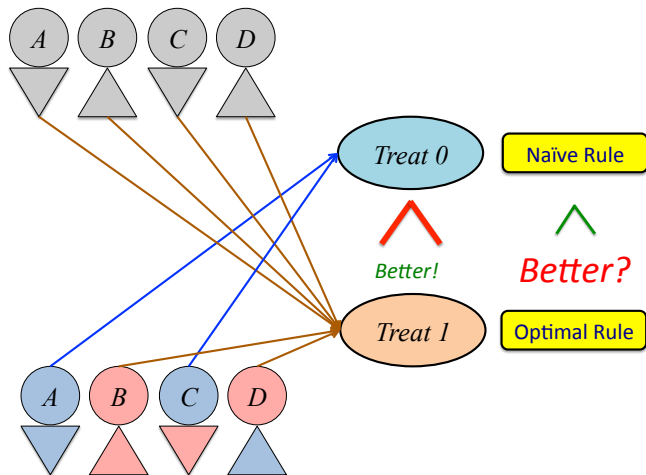 A B C D
Treat 0
Naïve Rule
Better!
Better?
Treat 1
Optimal Rule
A B C D